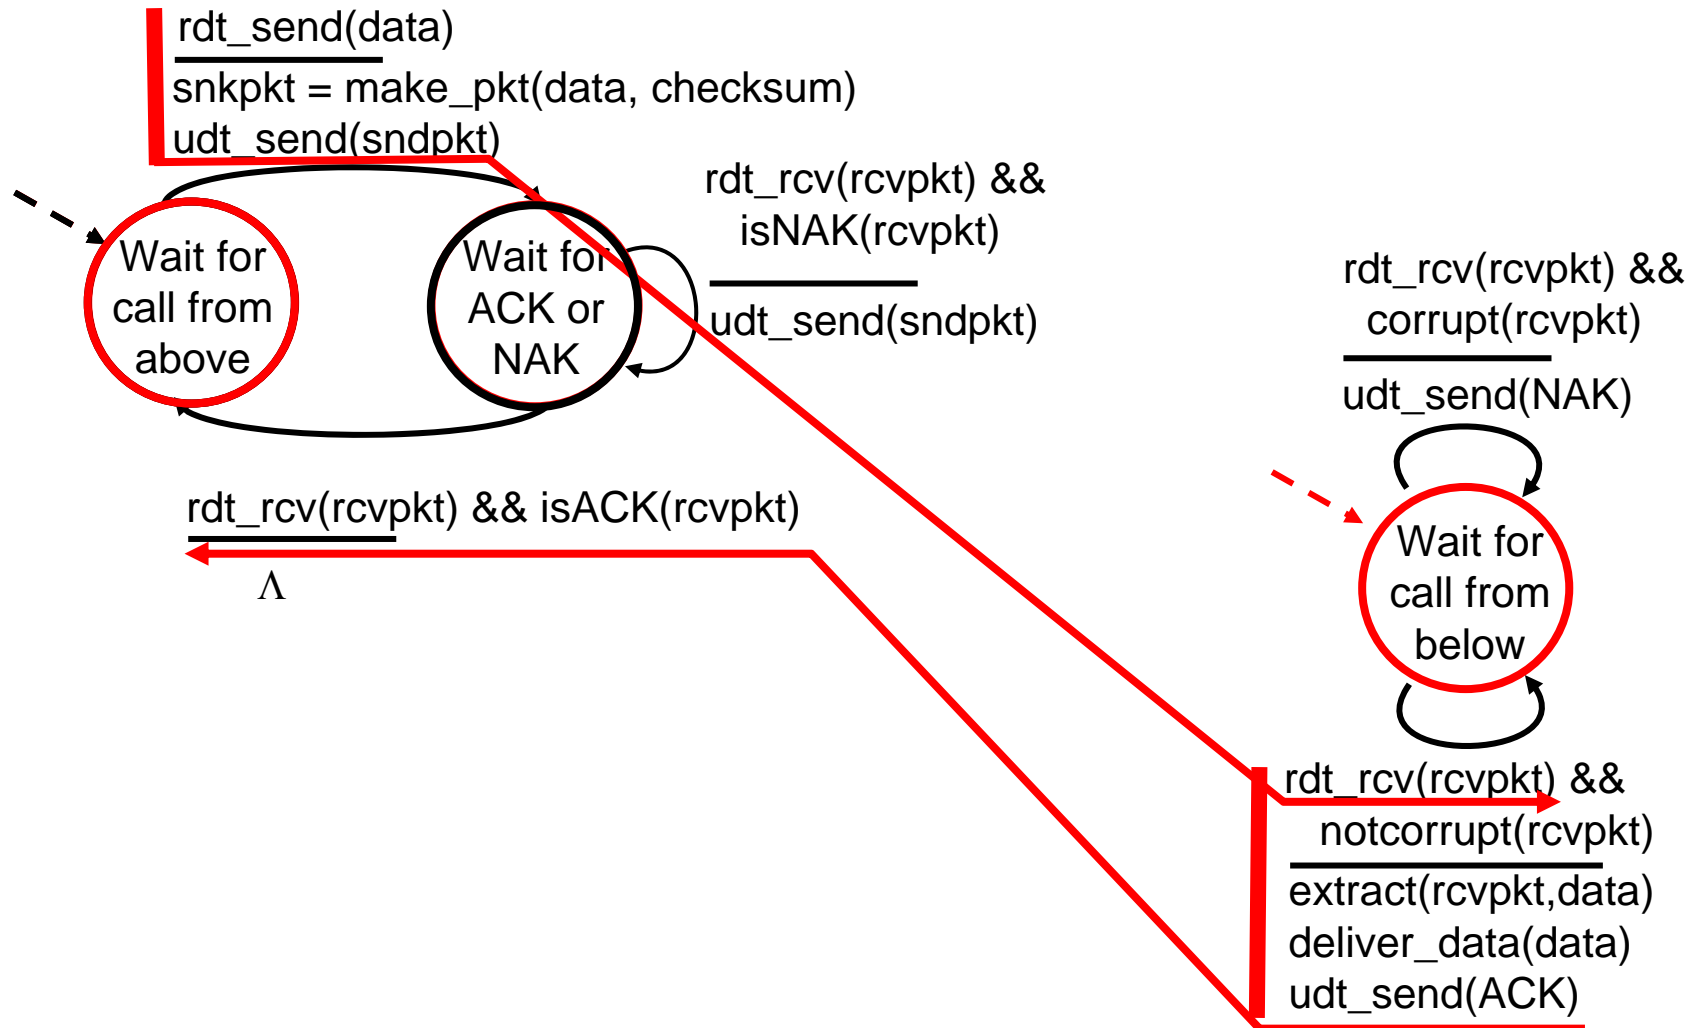 rdt_send(data)
snkpkt = make_pkt(data, checksum)
udt_send(sndpkt)
Wait for
call from
above
Wait for
ACK or
NAK
rdt_rcv(rcvpkt) &&
isNAK(rcvpkt)
udt_send(sndpkt)
rdt_rcv(rcvpkt) && isACK(rcvpkt)
Λ
rdt_rcv(rcvpkt) &&
corrupt(rcvpkt)
udt_send(NAK)
Wait for
call from
below
rdt_rcv(rcvpkt) &&
notcorrupt(rcvpkt)
extract(rcvpkt,data)
deliver_data(data)
udt_send(ACK)